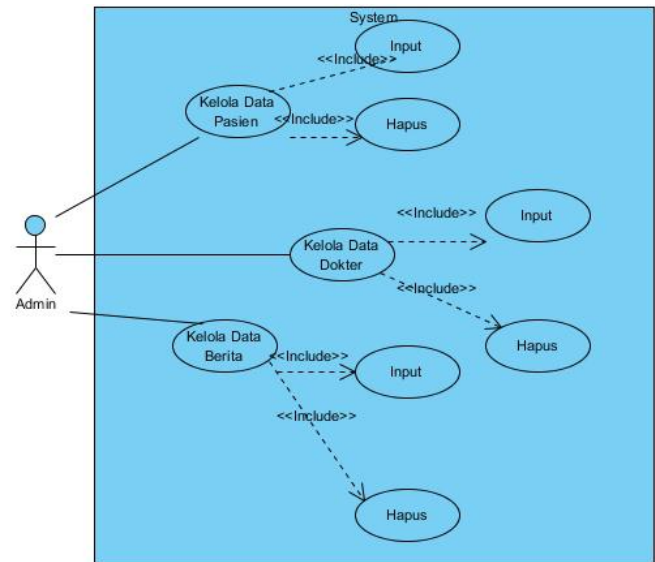 System
Input
<<Include>>
Kelola Data
Pasien
<<Include>>
Hapus
<<Include>>
Input
Kelola Data
Dokter
<<Include>>
Hapus
Admin
Kelola Data
Berita
<<Include>>
Input
<<Include>>
Hapus